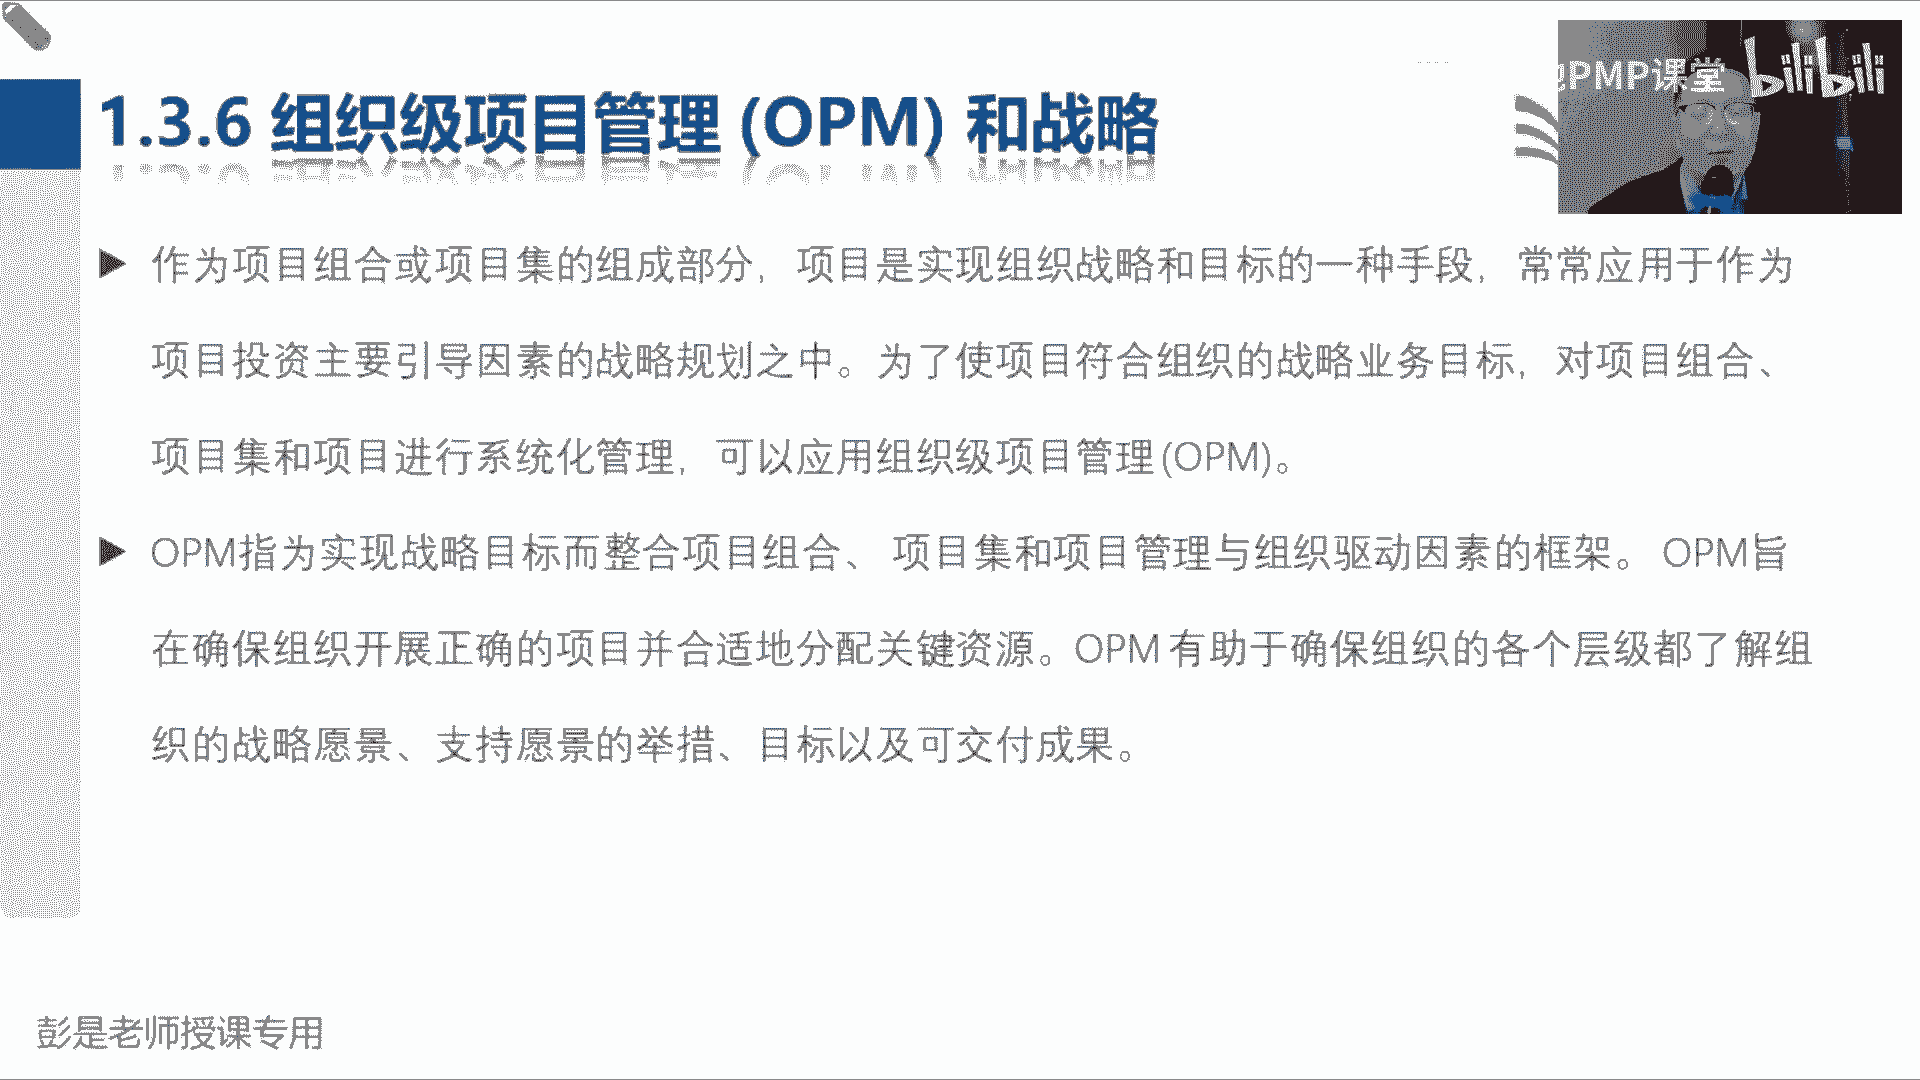 1.3.6 组织级项目管理 (OPM) 和战略
PMP课堂 bilibili
作为项目组合或项目集的组成部分，项目是实现组织战略和目标的一种手段，常常应用于作为
项目投资主要引导因素的战略规划之中。为了使项目符合组织的战略业务目标，对项目组合、
项目集和项目进行系统化管理，可以应用组织级项目管理(OPM)。
OPM指为实现战略目标而整合项目组合、 项目集和项目管理与组织驱动因素的框架。 OPM旨
在确保组织开展正确的项目并合适地分配关键资源。OPM 有助于确保组织的各个层级都了解组
织的战略愿景、支持愿景的举措、目标以及可交付成果。
彭是老师授课专用